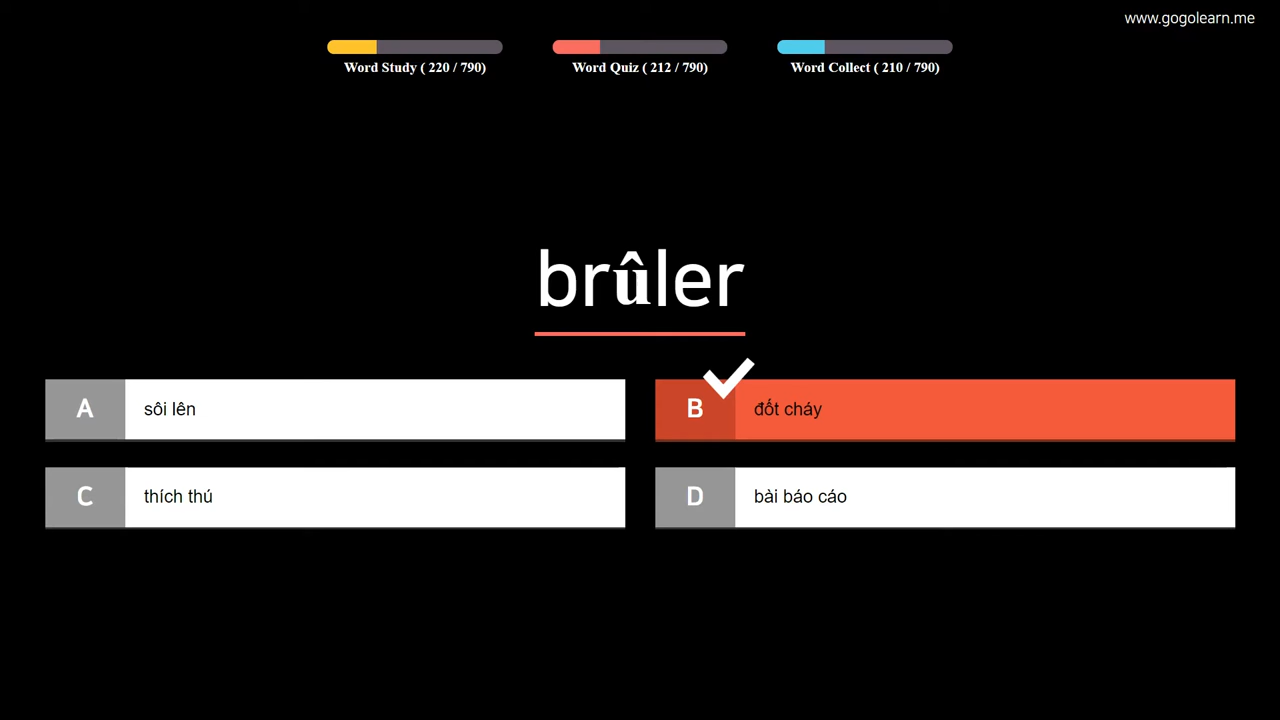 www.gogolearn.me
Word Study ( 220 / 790)
Word Quiz ( 212 / 790)
Word Collect ( 210 / 790)
brûler
A sôi lên
B đốt cháy
C thích thú
D bài báo cáo